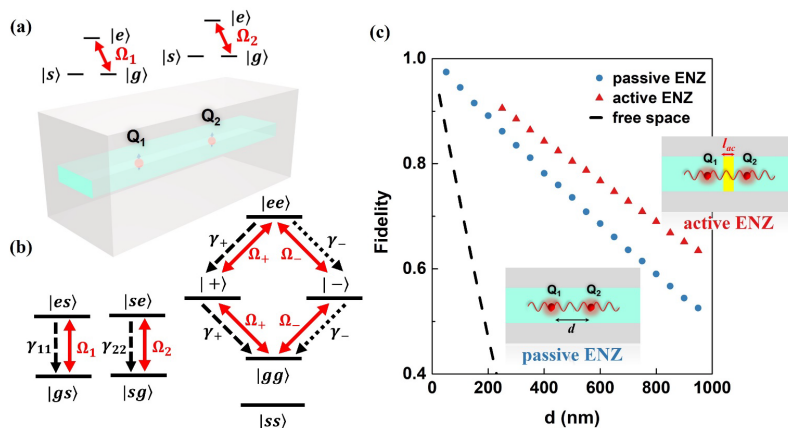 (a)
|e⟩
Ω1
|s⟩ |g⟩
|e⟩
Ω2
|s⟩ |g⟩
Q1
Q2
(b)
|es⟩
γ11
Ω1
|gs⟩
|se⟩
γ22
Ω2
|sg⟩
|ee⟩
γ+ Ω+ Ω− γ−
|+⟩ |−⟩
γ+ Ω+ Ω− γ−
|gg⟩
|ss⟩
(c)
1.0
0.8
0.6
0.4
Fidelity
0 200 400 600 800 1000
d (nm)
passive ENZ
active ENZ
free space
lac
Q1 Q2
active ENZ
Q1 Q2
d
passive ENZ